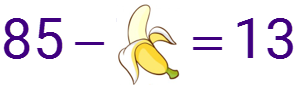 85 − = 13